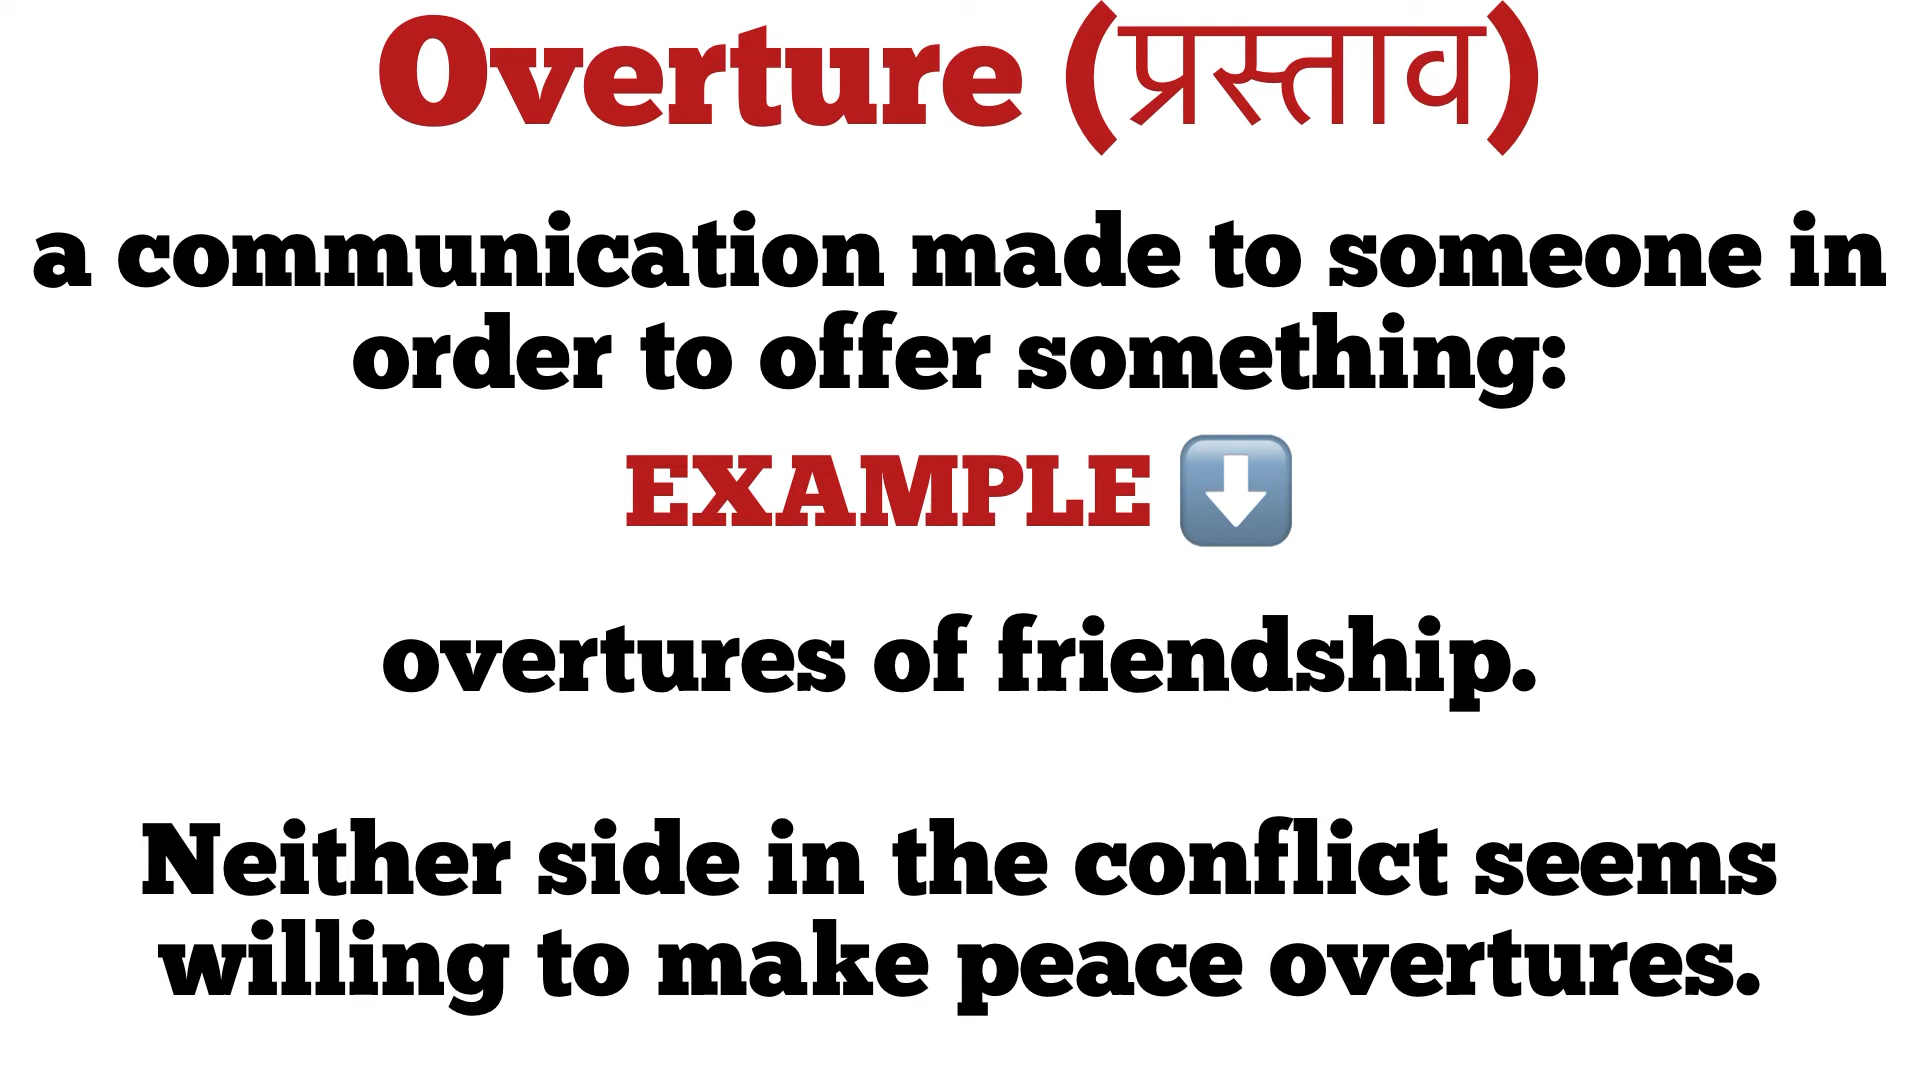 Overture (प्रस्ताव)
a communication made to someone in
order to offer something:
EXAMPLE ⬇️
overtures of friendship.
Neither side in the conflict seems
willing to make peace overtures.